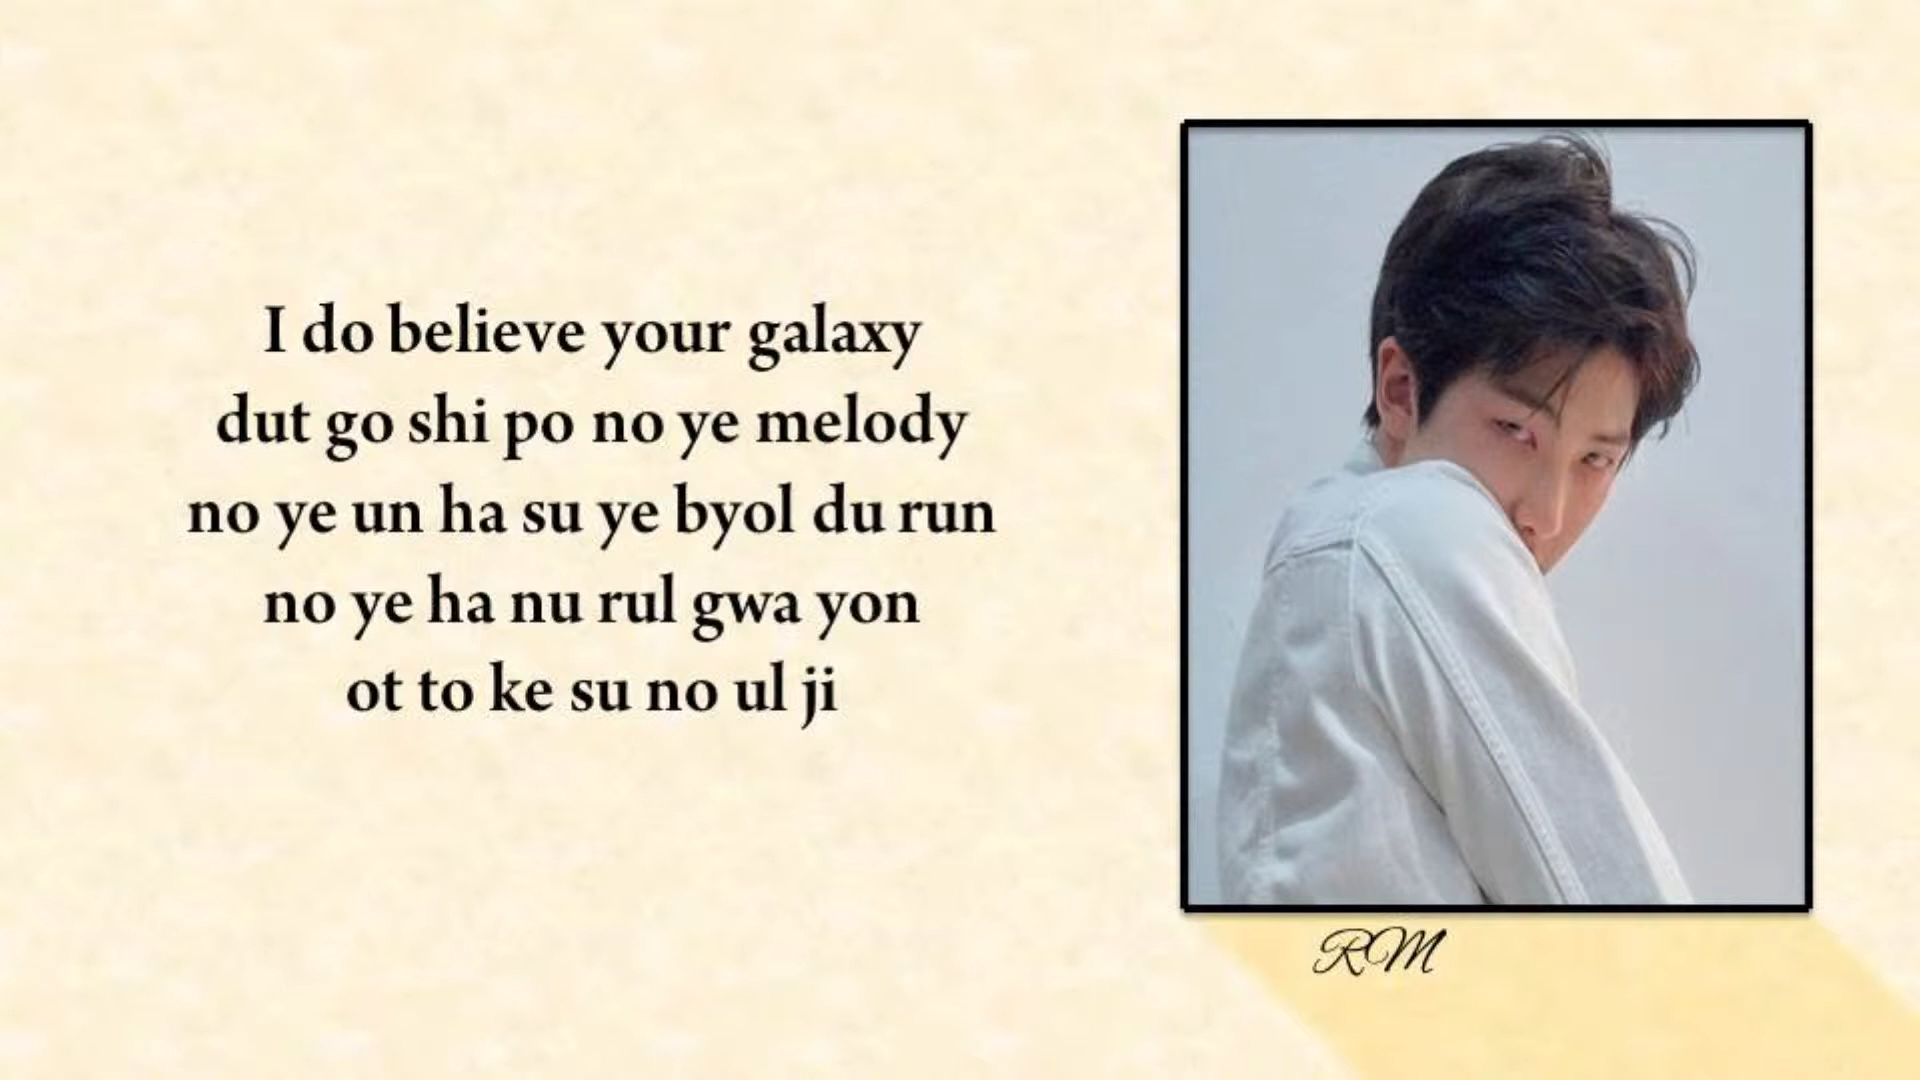 I do believe your galaxy
dut go shi po no ye melody
no ye un ha su ye byol du run
no ye ha nu rul gwa yon
ot to ke su no ul ji
RM